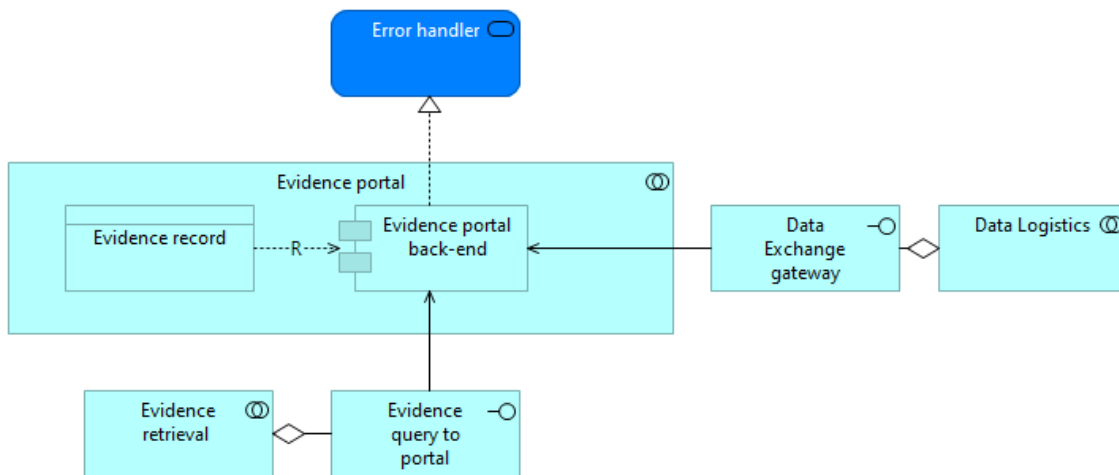 Error handler
Evidence portal
Evidence record
R
Evidence portal
back-end
Data
Exchange
gateway
Data Logistics
Evidence
retrieval
Evidence
query to
portal